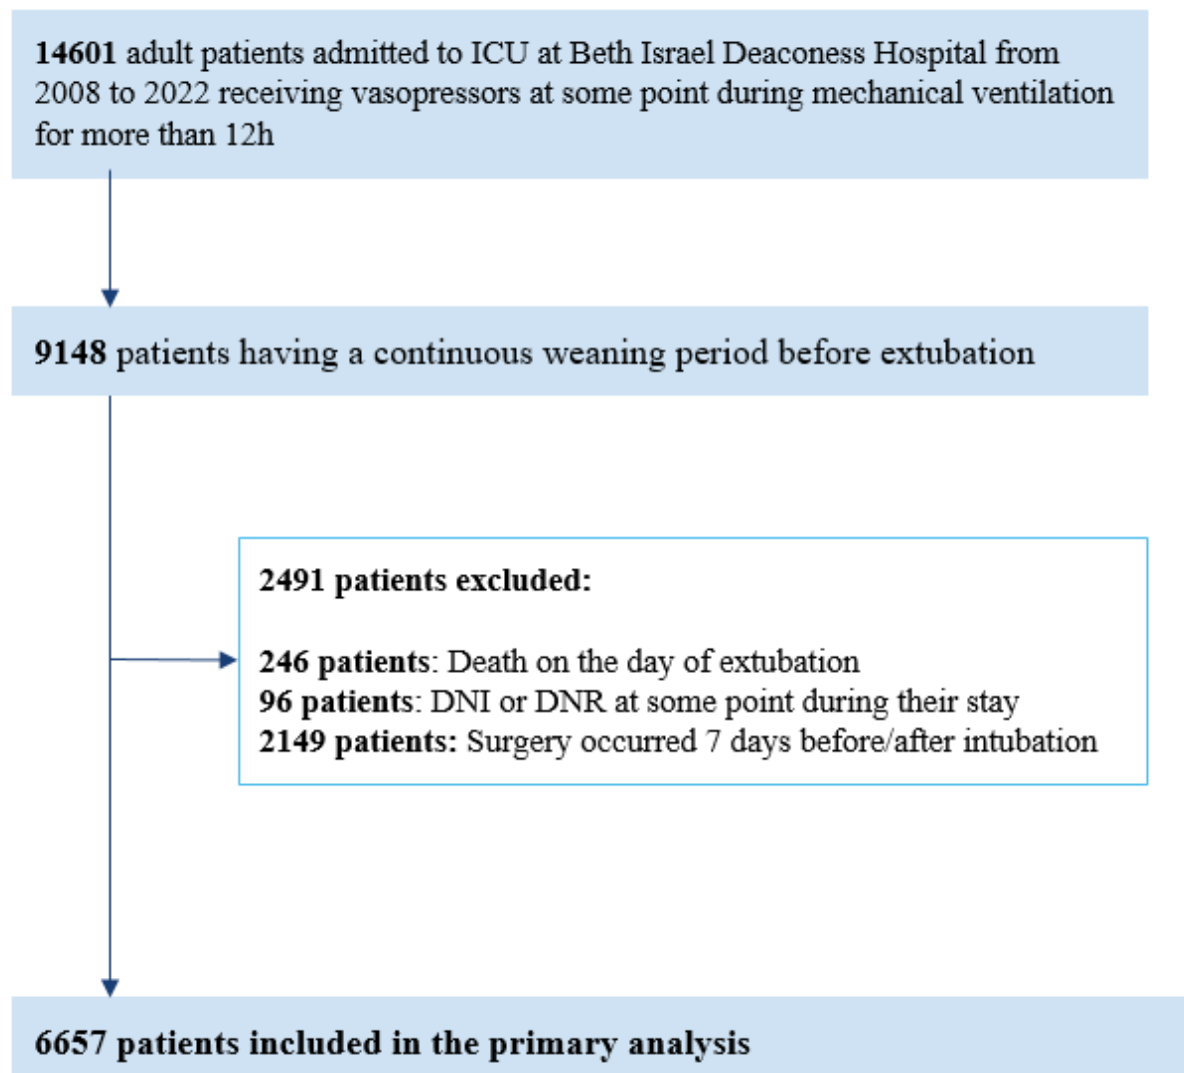 14601 adult patients admitted to ICU at Beth Israel Deaconess Hospital from
2008 to 2022 receiving vasopressors at some point during mechanical ventilation
for more than 12h
9148 patients having a continuous weaning period before extubation
2491 patients excluded:
246 patients: Death on the day of extubation
96 patients: DNI or DNR at some point during their stay
2149 patients: Surgery occurred 7 days before/after intubation
6657 patients included in the primary analysis